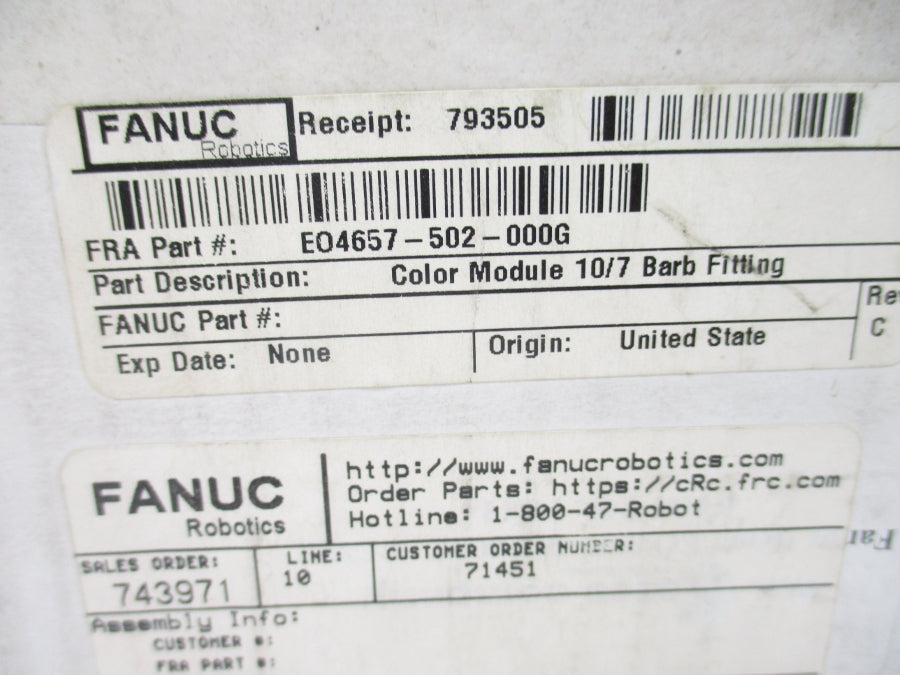 FANUC
Robotics
Receipt: 793505
FRA Part #: EO4657-502-000G
Part Description: Color Module 10/7 Barb Fitting
FANUC Part #:
Rev
C
Exp Date: None
Origin: United State
FANUC
Robotics
http://www.fanucrobotics.com
Order Parts: https://cRc.frc.com
Hotline: 1-800-47-Robot
SALES ORDER:
743971
LINE:
10
CUSTOMER ORDER NUMBER:
71451
Assembly Info:
CUSTOMER #:
FRA PART #: